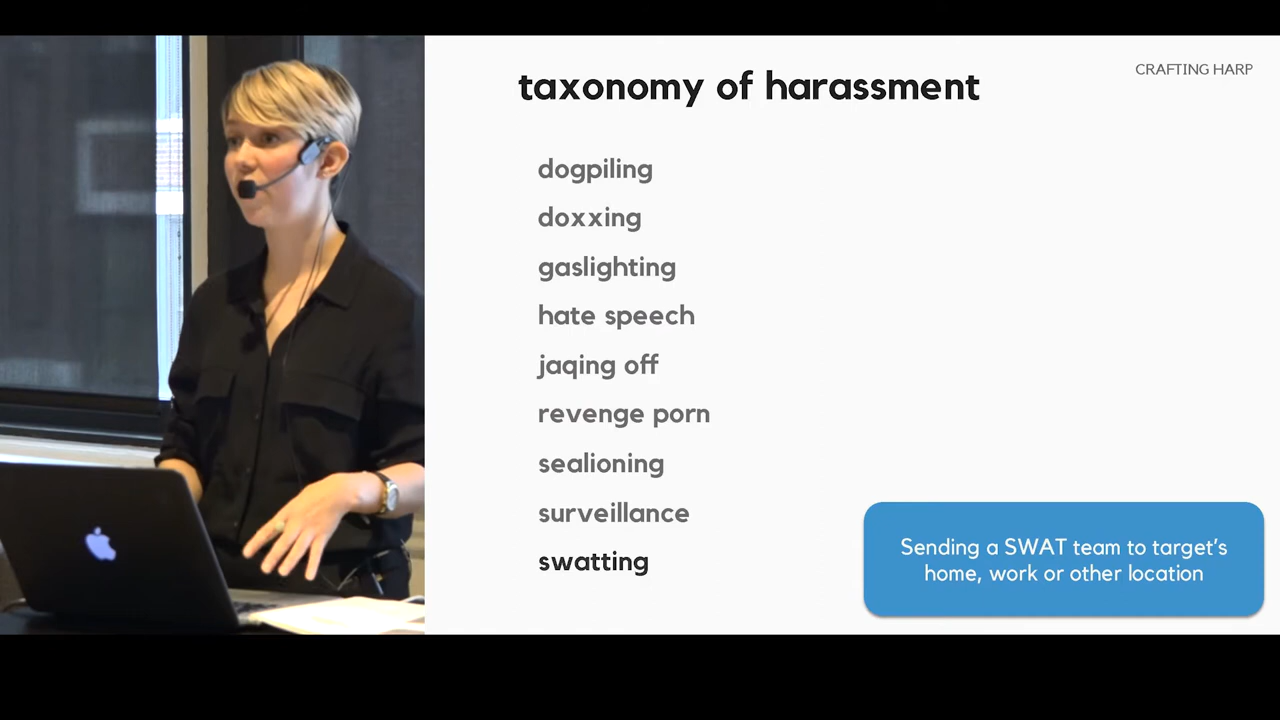 CRAFTING HARP
taxonomy of harassment
dogpiling
doxxing
gaslighting
hate speech
jaqing off
revenge porn
sealioning
surveillance
swatting
Sending a SWAT team to target's
home, work or other location